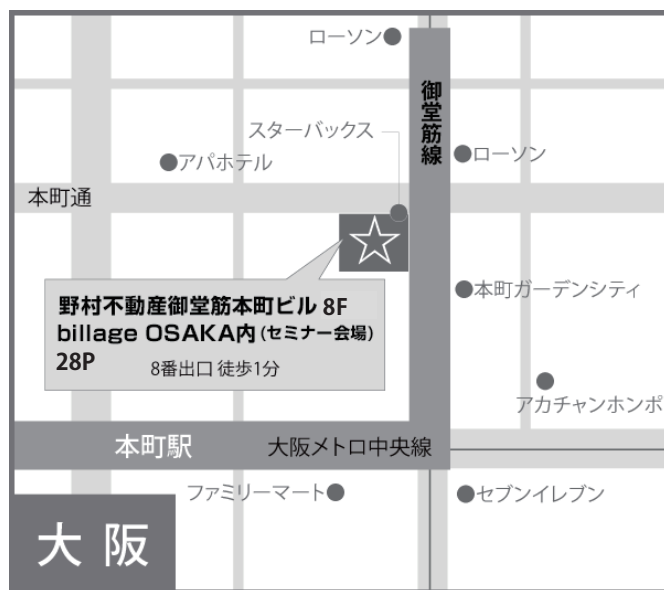 ローソン
御堂筋線
スターバックス
ローソン
アパホテル
本町通
野村不動産御堂筋本町ビル 8F
billage OSAKA内(セミナー会場)
28P
8番出口 徒歩1分
本町ガーデンシティ
アカチャンホンポ
本町駅
大阪メトロ中央線
ファミリーマート
セブンイレブン
大阪